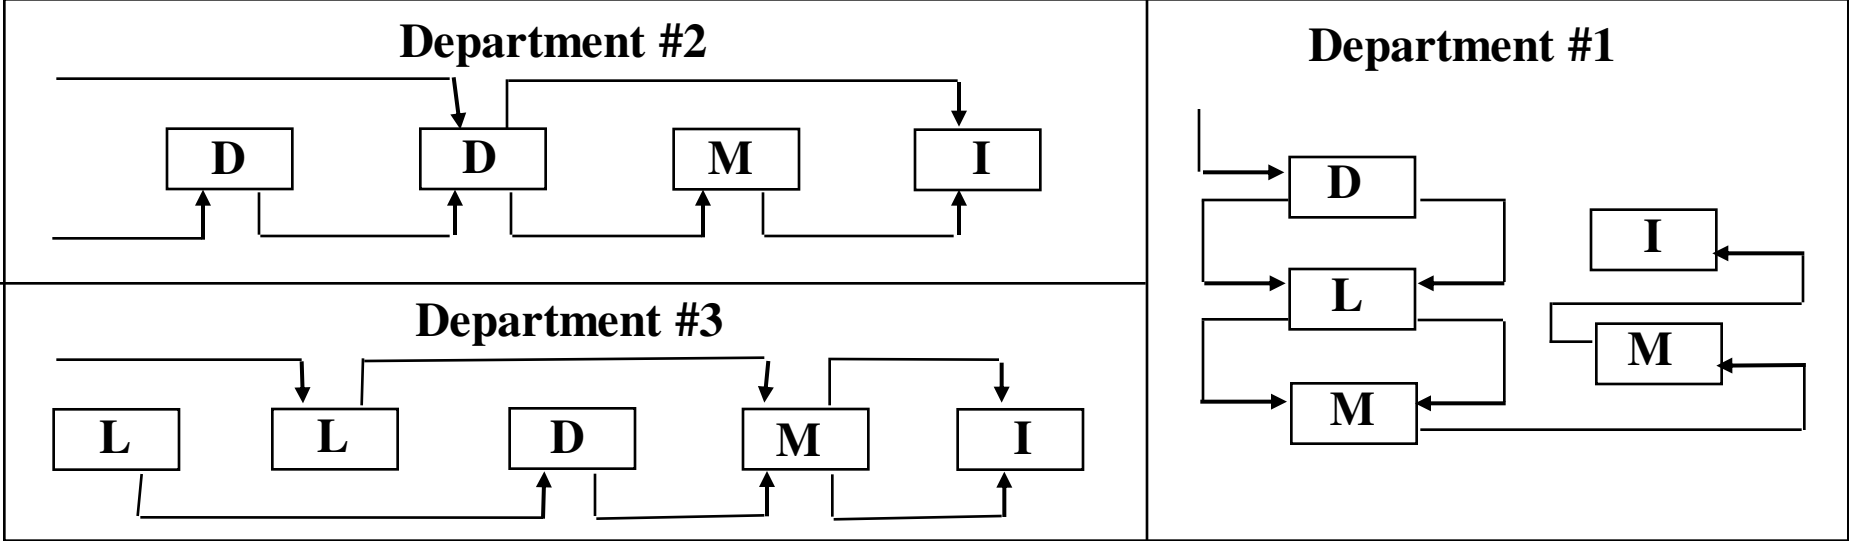 Department #2
D D M I
Department #3
L L D M I
Department #1
D
I
L
M
M